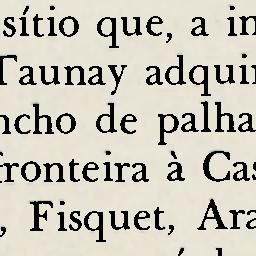 sítio que, a in
Taunay adquir
ncho de palha
fronteira à Cas
, Fisquet, Ara